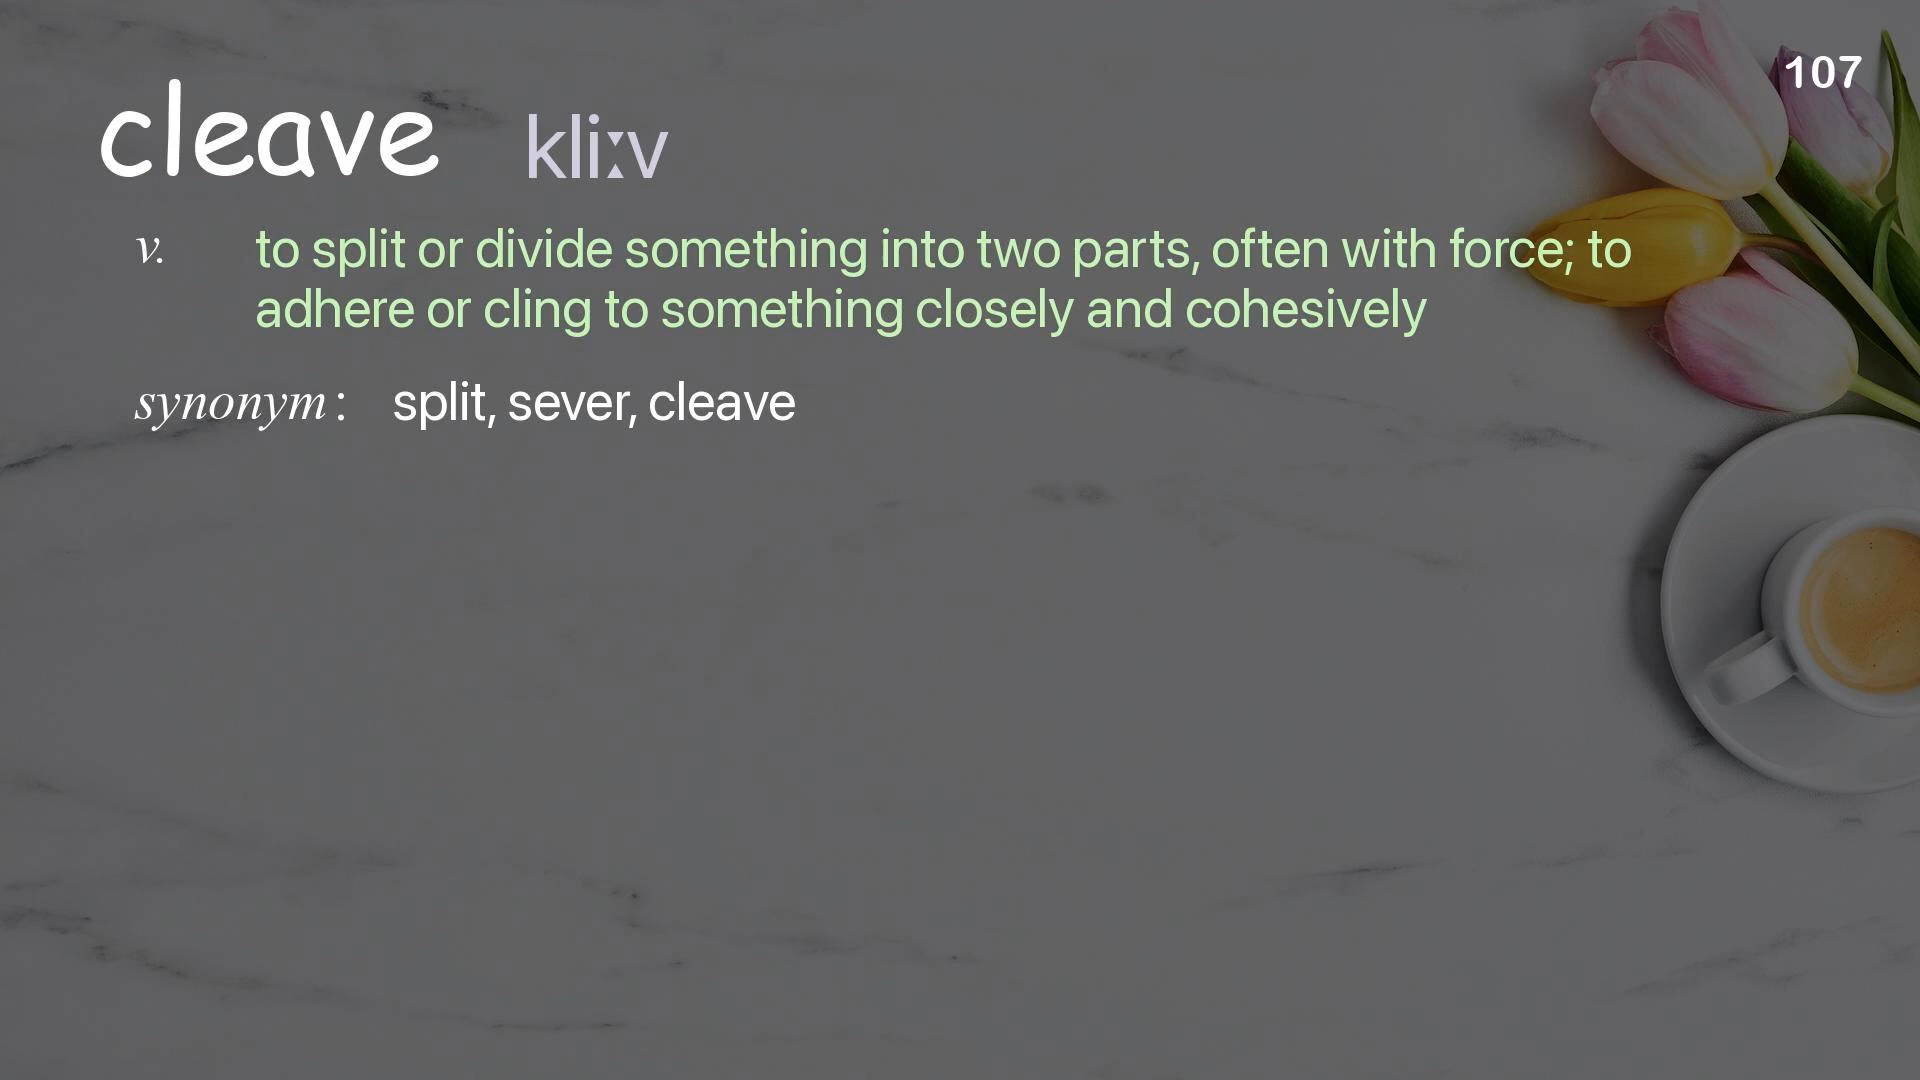 107
cleave kliːv
v. to split or divide something into two parts, often with force; to
adhere or cling to something closely and cohesively
synonym : split, sever, cleave